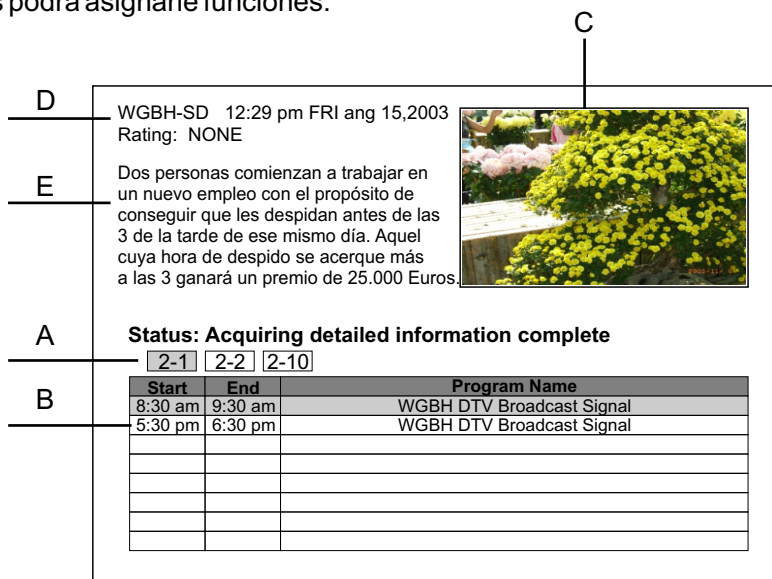 s podrá asignarle funciones.
C
D
WGBH-SD 12:29 pm FRI ang 15,2003
Rating: NONE
E
Dos personas comienzan a trabajar en
un nuevo empleo con el propósito de
conseguir que les despidan antes de las
3 de la tarde de ese mismo día. Aquel
cuya hora de despido se acerque más
a las 3 ganará un premio de 25.000 Euros.
A
Status: Acquiring detailed information complete
2-1 2-2 2-10
B
Start End Program Name
8:30 am 9:30 am WGBH DTV Broadcast Signal
5:30 pm 6:30 pm WGBH DTV Broadcast Signal